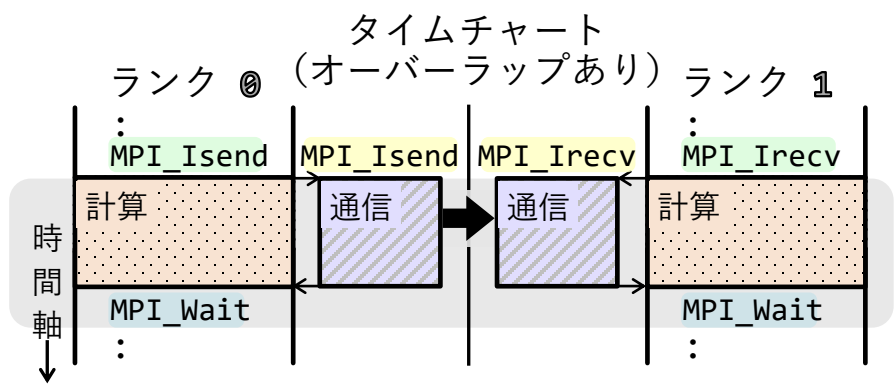 タイムチャート
(オーバーラップあり)
ランク 0
ランク 1
:
:
MPI_Isend
MPI_Isend
MPI_Irecv
MPI_Irecv
計算
通信
通信
計算
時間軸
MPI_Wait
MPI_Wait
:
: